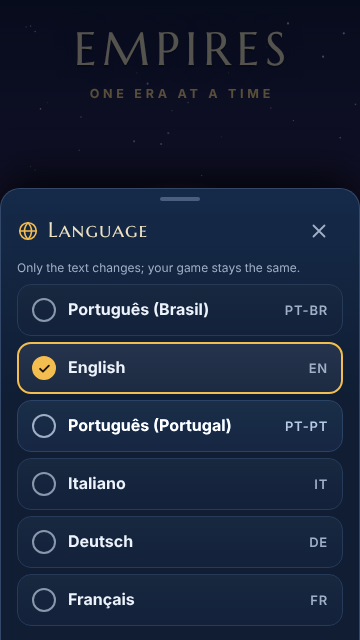 EMPIRES
ONE ERA AT A TIME
Language
Only the text changes; your game stays the same.
Português (Brasil) PT-BR
English EN
Português (Portugal) PT-PT
Italiano IT
Deutsch DE
Français FR